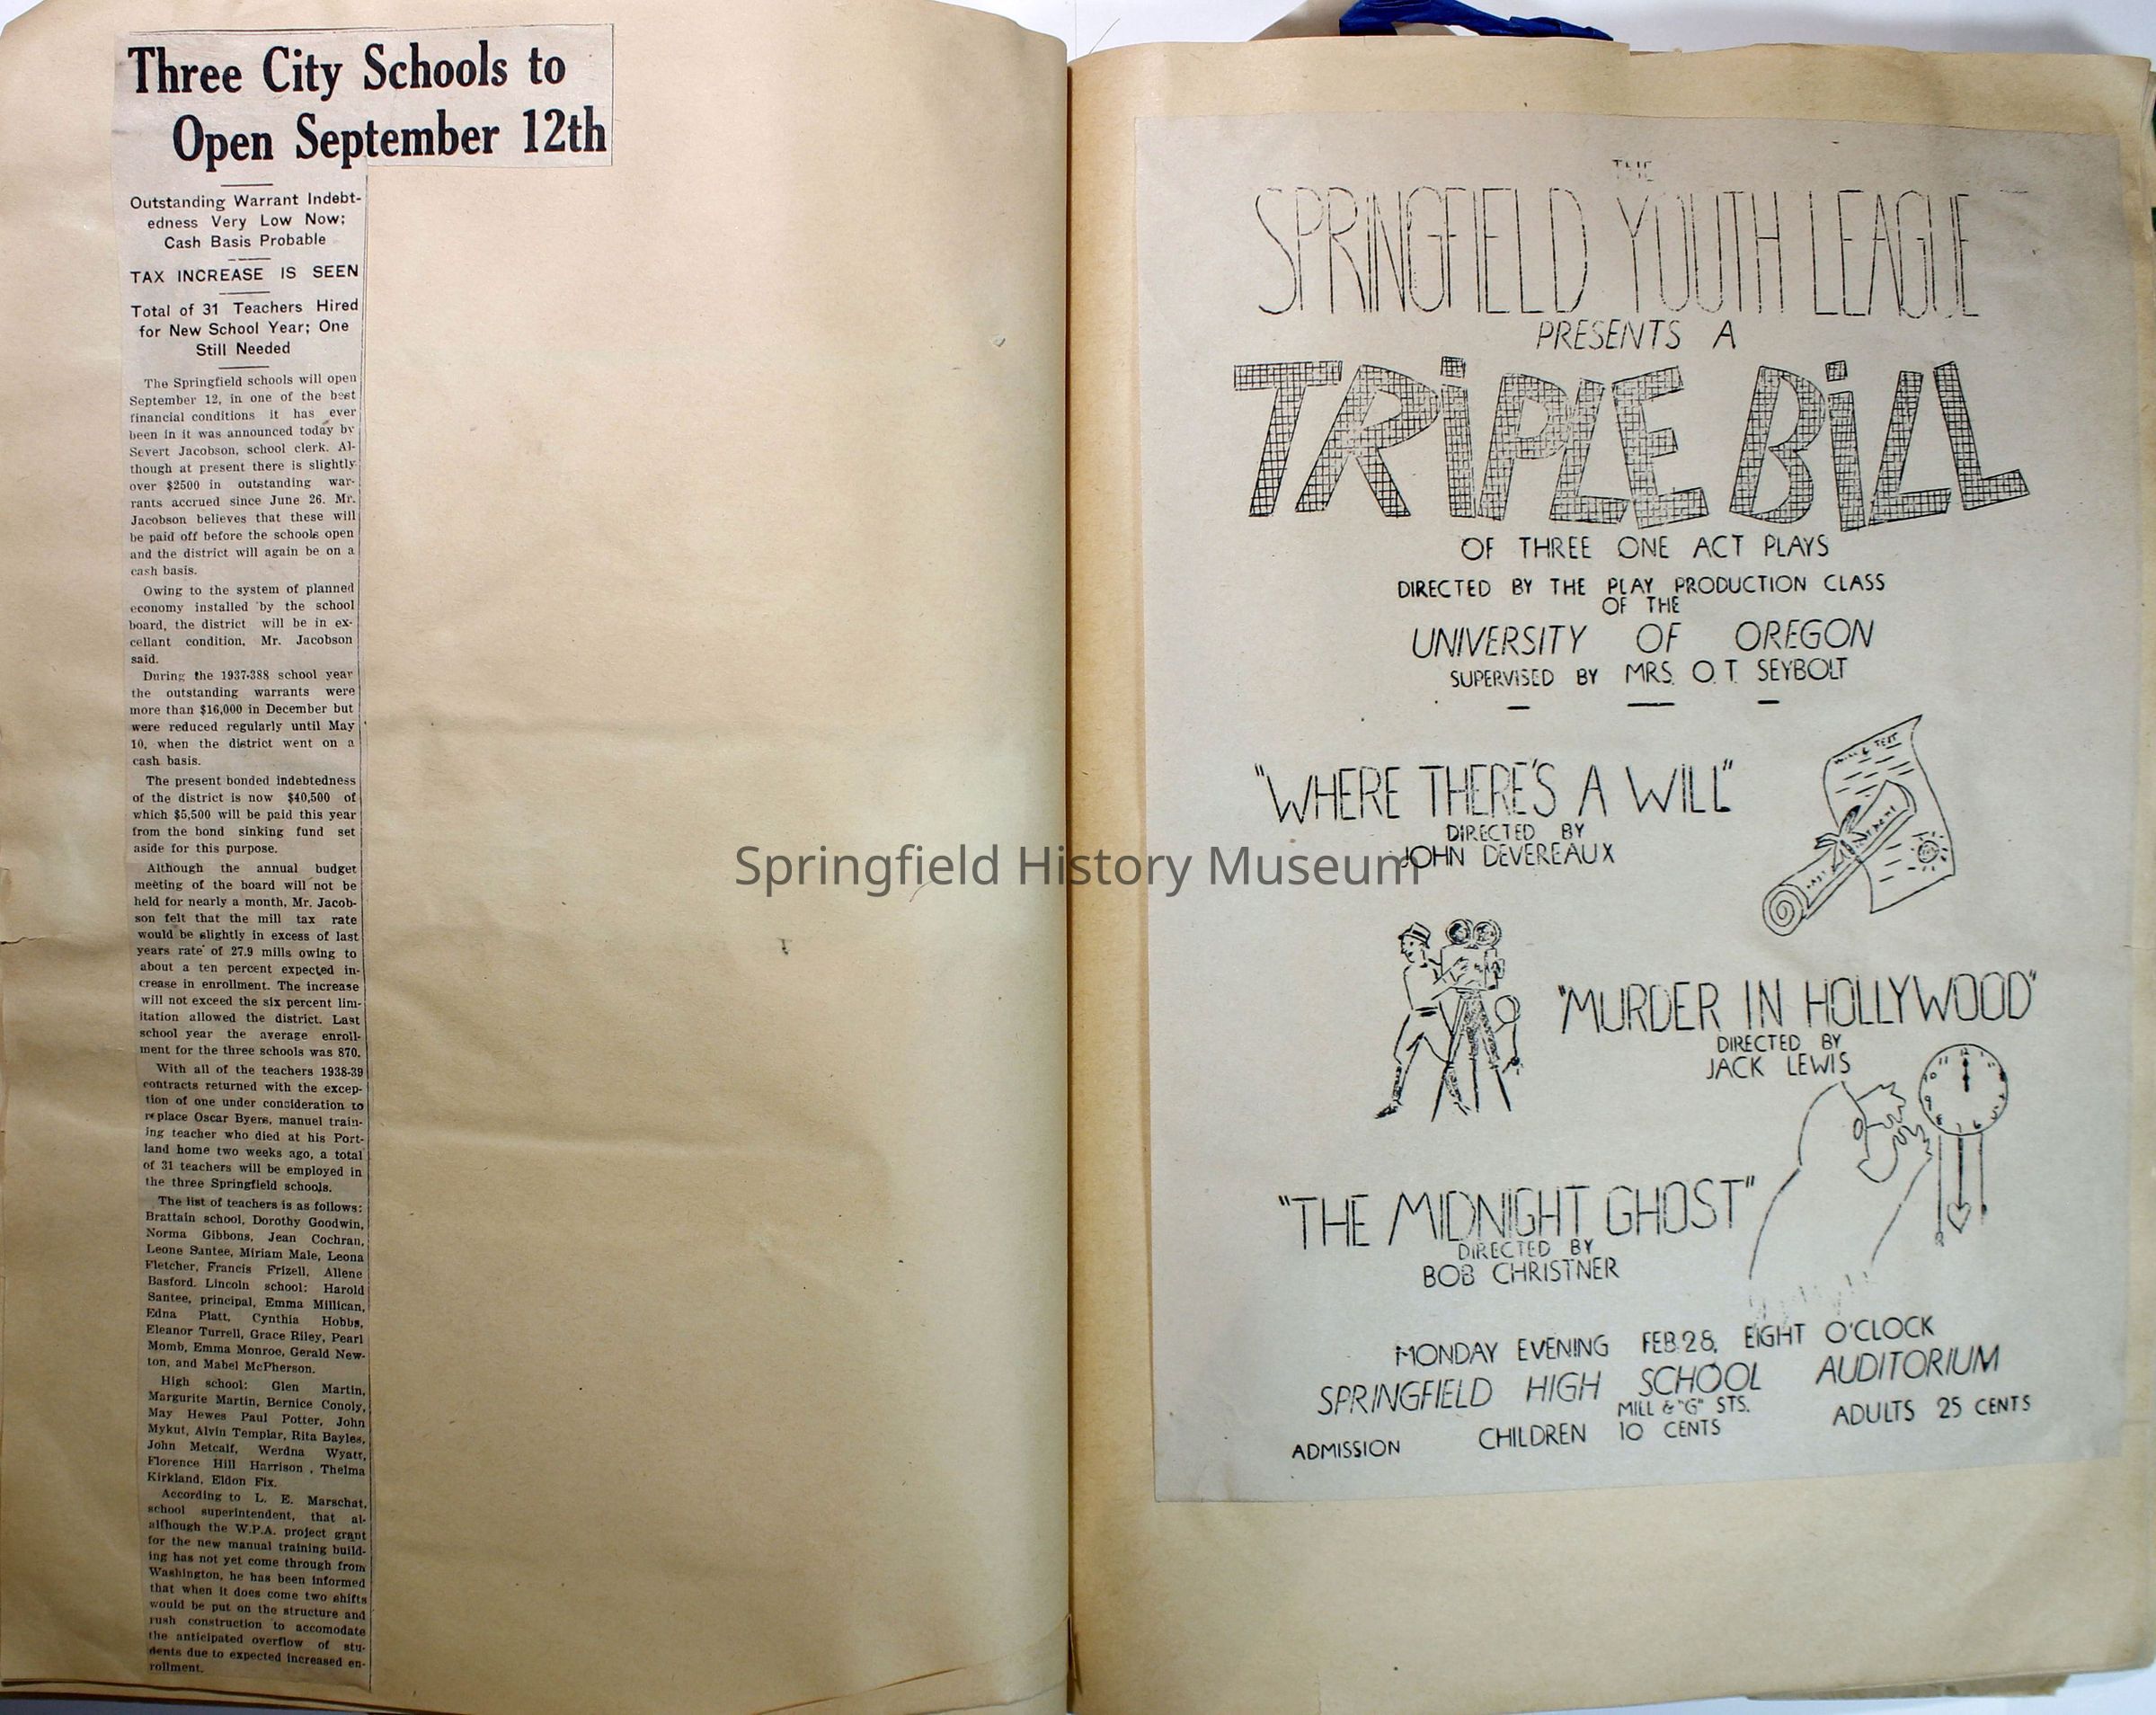 Three City Schools to
Open September 12th
Outstanding Warrant Indebt-
edness Very Low Now;
Cash Basis Probable
TAX INCREASE IS SEEN
Total of 31 Teachers Hired
for New School Year; One
Still Needed
The Springfield schools will open
September 12, in one of the best
financial conditions it has ever
been in it was announced today by
Severt Jacobson, school clerk. Al-
though at present there is slightly
over $2500 in outstanding war-
rants accrued since June 26. Mr.
Jacobson believes that these will
be paid off before the schools open
and the district will again be on a
cash basis.
Owing to the system of planned
economy installed by the school
board, the district will be in ex-
cellant condition, Mr. Jacobson
said.
During the 1937-388 school year
the outstanding warrants were
more than $16,000 in December but
were reduced regularly until May
10, when the district went on a
cash basis.
The present bonded indebtedness
of the district is now $40,500 of
which $5,500 will be paid this year
from the bond sinking fund set
aside for this purpose.
Although the annual budget
meeting of the board will not be
held for nearly a month, Mr. Jacob-
son felt that the mill tax rate
would be slightly in excess of last
years rate of 27.9 mills owing to
about a ten percent expected in-
crease in enrollment. The increase
will not exceed the six percent lim-
itation allowed the district. Last
school year the average enroll-
ment for the three schools was 870.
With all of the teachers 1938-39
contracts returned with the excep-
tion of one under concideration to
replace Oscar Byers, manuel train-
ing teacher who died at his Port-
land home two weeks ago, a total
of 31 teachers will be employed in
the three Springfield schools.
The list of teachers is as follows:
Brattain school, Dorothy Goodwin,
Norma Gibbons, Jean Cochran,
Leone Santee, Miriam Male, Leona
Fletcher, Francis Frizell, Allene
Basford. Lincoln school: Harold
Santee, principal, Emma Millican,
Edna Platt, Cynthia Hobbs,
Eleanor Turrell, Grace Riley, Pearl
Momb, Emma Monroe, Gerald New-
ton, and Mabel McPherson.
High school: Glen Martin,
Margurite Martin, Bernice Conoly,
May Hewes Paul Potter, John
Mykut, Alvin Templar, Rita Bayles,
John Metcalf, Werdna Wyatt,
Florence Hill Harrison , Thelma
Kirkland, Eldon Fix.
According to L. E. Marschat,
school superintendent, that al-
alfhough the W.P.A. project grant
for the new manual training build-
ing has not yet come through from
Washington, he has been informed
that when it does come two shifts
would be put on the structure and
rush construction to accomodate
the anticipated overflow of stu-
dents due to expected increased en-
rollment.
THE
SPRINGFIELD YOUTH LEAGUE
PRESENTS A
TRiPLE BiLL
OF THREE ONE ACT PLAYS
DIRECTED BY THE PLAY PRODUCTION CLASS
OF THE
UNIVERSITY OF OREGON
SUPERVISED BY MRS. O.T. SEYBOLT
"WHERE THERE'S A WILL"
DIRECTED BY
JOHN DEVEREAUX
Springfield History Museum
"MURDER IN HOLLYWOOD"
DIRECTED BY
JACK LEWIS
"THE MIDNIGHT GHOST"
DIRECTED BY
BOB CHRISTNER
MONDAY EVENING FEB.28, EIGHT O'CLOCK
SPRINGFIELD HIGH SCHOOL AUDITORIUM
MILL & "G" STS.
ADMISSION CHILDREN 10 CENTS ADULTS 25 CENTS